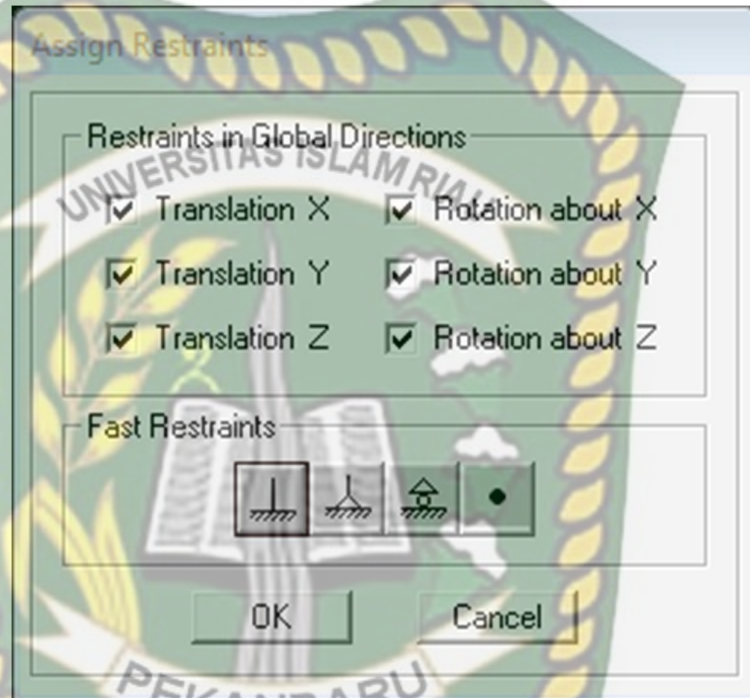 Assign Restraints
Restraints in Global Directions
UNIVERSITAS ISLAM RIAU
Translation X
Rotation about X
Translation Y
Rotation about Y
Translation Z
Rotation about Z
Fast Restraints
OK
Cancel
PEKANBARU